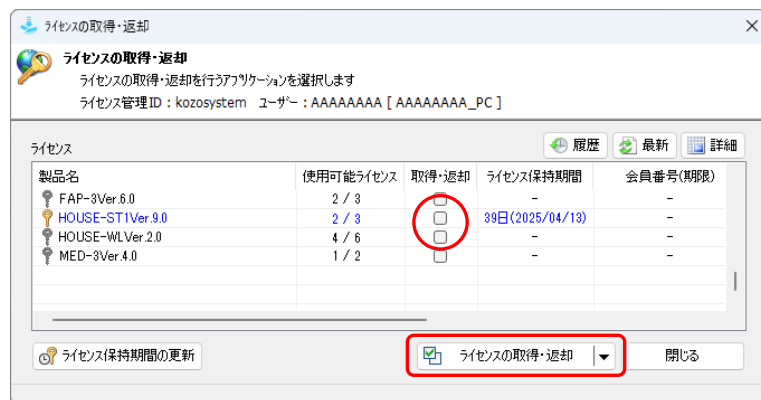 ライセンスの取得・返却
ライセンスの取得・返却
ライセンスの取得・返却を行うアプリケーションを選択します
ライセンス管理ID:kozosystem ユーザー:AAAAAAAA [ AAAAAAAA_PC ]
ライセンス 履歴 最新 詳細
製品名 使用可能ライセンス 取得・返却 ライセンス保持期間 会員番号(期限)
FAP-3Ver.6.0 2 / 3 - -
HOUSE-ST1Ver.9.0 2 / 3 39日(2025/04/13) -
HOUSE-WLVer.2.0 4 / 6 - -
MED-3Ver.4.0 1 / 2 - -
ライセンス保持期間の更新 ライセンスの取得・返却 閉じる